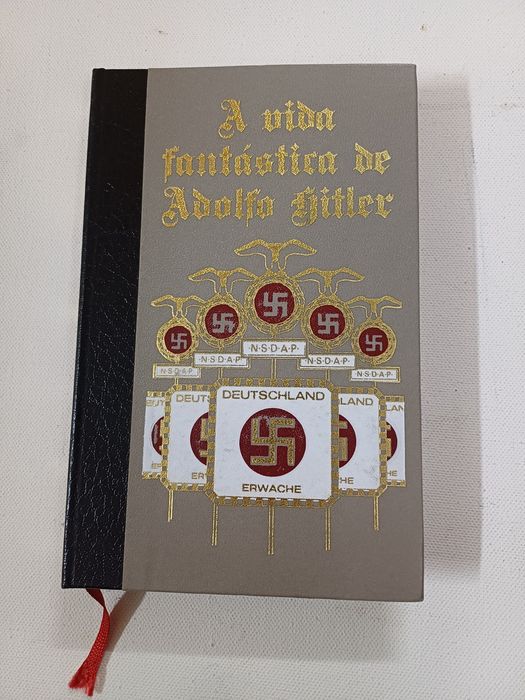 A vida
fantástica de
Adolfo Hitler
N·S·D·A·P·
N·S·D·A·P·
N·S·D·A·P·
N·S·D·A·P·
N·S·D·A·P·
DEUTSCHLAND
ERWACHE